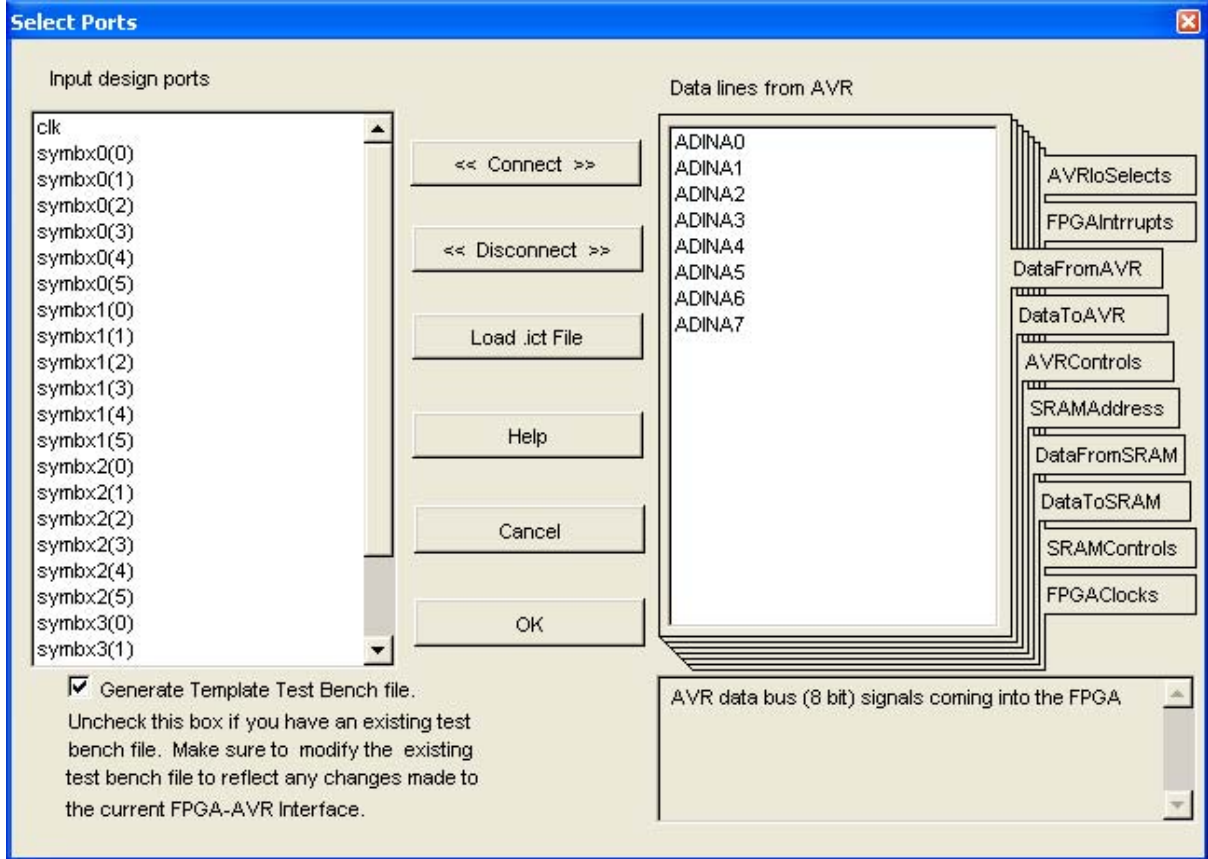 Select Ports
Input design ports
clk
symbx0(0)
symbx0(1)
symbx0(2)
symbx0(3)
symbx0(4)
symbx0(5)
symbx1(0)
symbx1(1)
symbx1(2)
symbx1(3)
symbx1(4)
symbx1(5)
symbx2(0)
symbx2(1)
symbx2(2)
symbx2(3)
symbx2(4)
symbx2(5)
symbx3(0)
symbx3(1)
<< Connect >>
<< Disconnect >>
Load .ict File
Help
Cancel
OK
Data lines from AVR
ADINA0
ADINA1
ADINA2
ADINA3
ADINA4
ADINA5
ADINA6
ADINA7
AVRIoSelects
FPGAIntrrupts
DataFromAVR
DataToAVR
AVRControls
SRAMAddress
DataFromSRAM
DataToSRAM
SRAMControls
FPGAClocks
Generate Template Test Bench file.
Uncheck this box if you have an existing test
bench file. Make sure to modify the existing
test bench file to reflect any changes made to
the current FPGA-AVR Interface.
AVR data bus (8 bit) signals coming into the FPGA